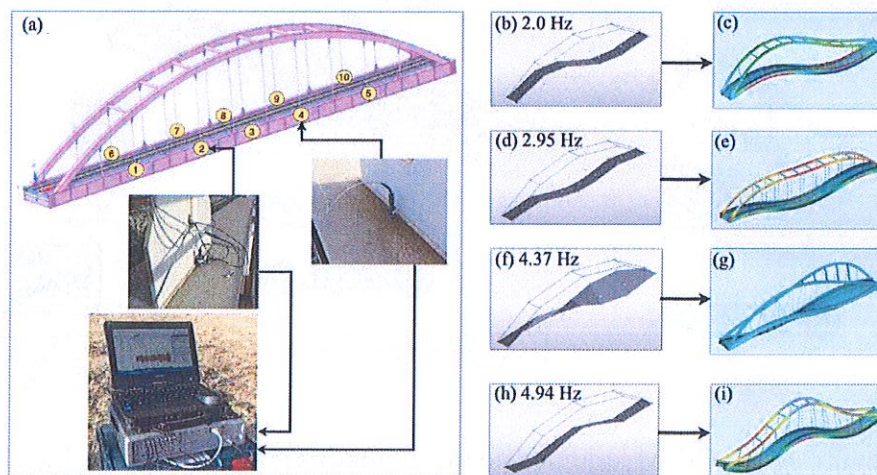 (a)
10
9
8
7
6
5
4
3
2
1
(b) 2.0 Hz
(c)
(d) 2.95 Hz
(e)
(f) 4.37 Hz
(g)
(h) 4.94 Hz
(i)